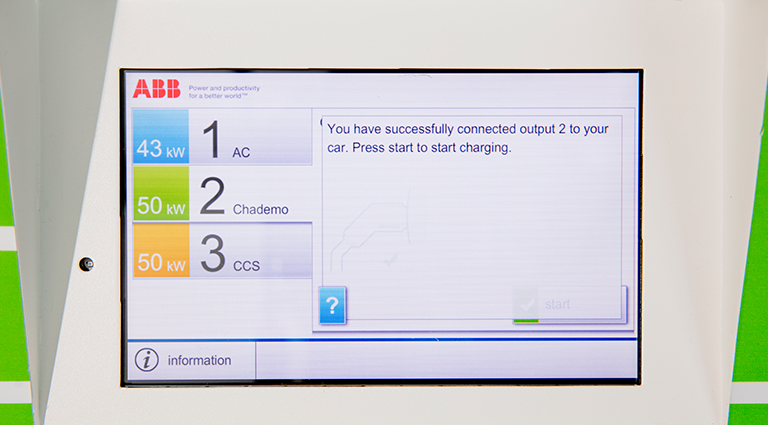 ABB
Power and productivity
for a better world™
43 kW 1 AC
50 kW 2 Chademo
50 kW 3 CCS
You have successfully connected output 2 to your
car. Press start to start charging.
?
start
i information